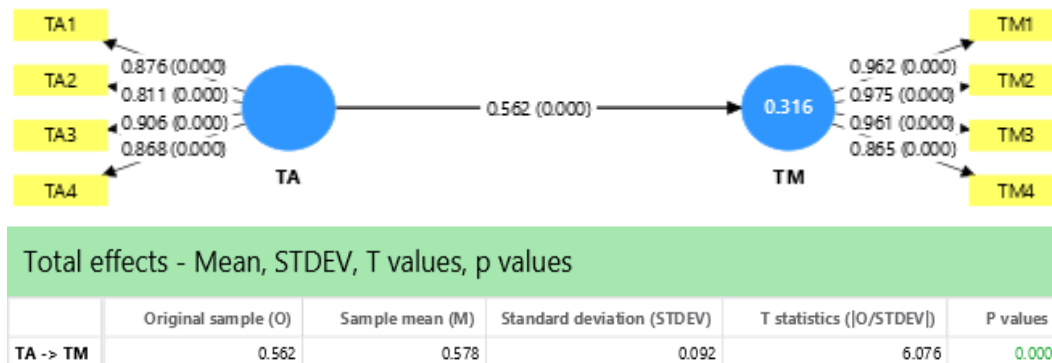 TA1
TM1
0.876 (0.000)
0.962 (0.000)
TA2
TM2
0.811 (0.000)
0.975 (0.000)
0.562 (0.000)
0.316
0.906 (0.000)
0.961 (0.000)
TA3
TM3
0.868 (0.000)
0.865 (0.000)
TA
TM
TA4
TM4
Total effects - Mean, STDEV, T values, p values
Original sample (O) Sample mean (M) Standard deviation (STDEV) T statistics (|O/STDEV|) P values
TA -> TM 0.562 0.578 0.092 6.076 0.000